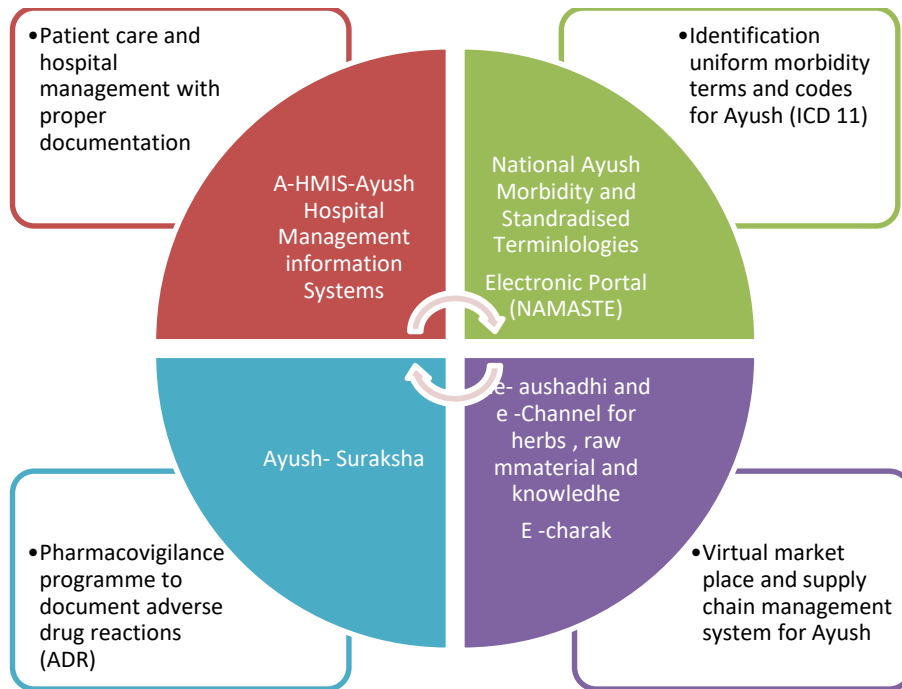 •Patient care and
hospital
management with
proper
documentation
•Identification
uniform morbidity
terms and codes
for Ayush (ICD 11)
A-HMIS-Ayush
Hospital
Management
information
Systems
National Ayush
Morbidity and
Standradised
Terminlologies
Electronic Portal
(NAMASTE)
Ayush- Suraksha
e- aushadhi and
e -Channel for
herbs , raw
mmaterial and
knowledhe
E -charak
•Pharmacovigilance
programme to
document adverse
drug reactions
(ADR)
•Virtual market
place and supply
chain management
system for Ayush